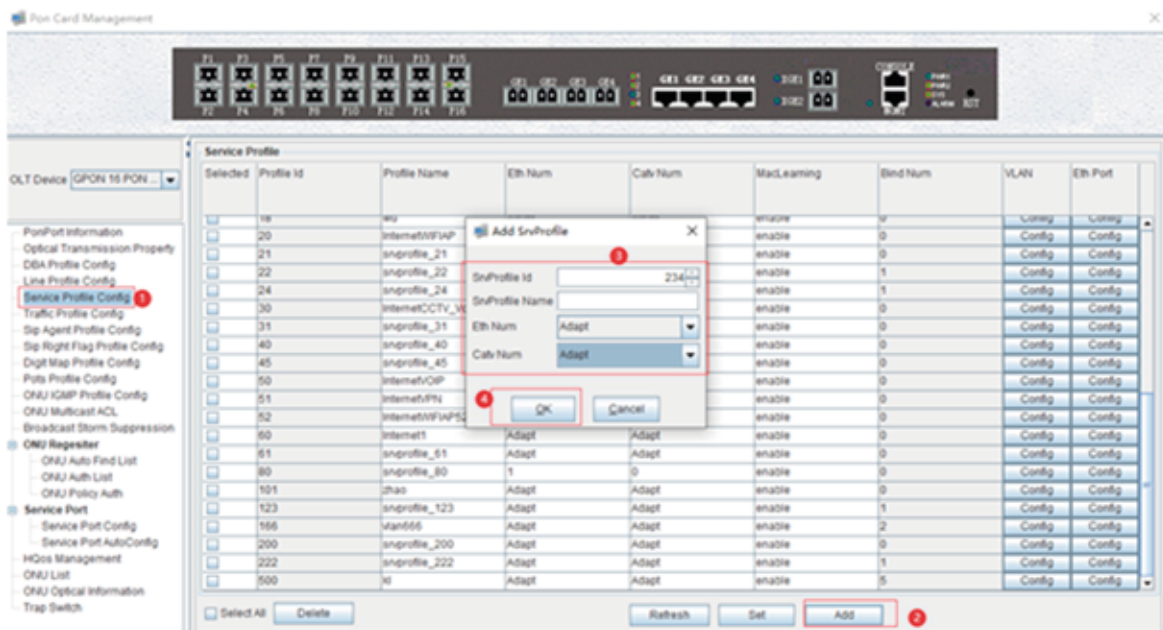 Pon Card Management
P1 P3 P5 P7 P9 P11 P13 P15
GE1 GE2 GE3 GE4
GE1 GE2 GE3 GE4
CONSOLE
P2 P4 P6 P8 P10 P12 P14 P16
MGMT
RST
OLT Device GPON 16 PON ...
PonPort Information
Optical Transmission Property
DBA Profile Config
Line Profile Config
Service Profile Config 1
Traffic Profile Config
Sip Agent Profile Config
Sip Right Flag Profile Config
Digit Map Profile Config
Pots Profile Config
ONU IGMP Profile Config
ONU Multicast ACL
Broadcast Storm Suppression
ONU Regesiter
ONU Auto Find List
ONU Auth List
ONU Policy Auth
Service Port
Service Port Config
Service Port AutoConfig
HQos Management
ONU List
ONU Optical Information
Trap Switch
Service Profile
Selected Profile Id Profile Name Eth Num Catv Num MacLearning Bind Num VLAN Eth Port
18 enable 0 Config Config
20 InternetWIFIAP enable 0 Config Config
21 srvprofile_21 enable 0 Config Config
22 srvprofile_22 enable 1 Config Config
24 srvprofile_24 enable 1 Config Config
30 InternetCCTV_ enable 0 Config Config
31 srvprofile_31 enable 0 Config Config
40 srvprofile_40 enable 0 Config Config
45 srvprofile_45 enable 0 Config Config
50 InternetVOIP enable 0 Config Config
51 InternetVPN enable 0 Config Config
52 InternetWIFIAP52 enable 0 Config Config
60 Internet1 Adapt Adapt enable 0 Config Config
61 srvprofile_61 Adapt Adapt enable 0 Config Config
80 srvprofile_80 1 0 enable 0 Config Config
101 zhao Adapt Adapt enable 0 Config Config
123 srvprofile_123 Adapt Adapt enable 1 Config Config
166 vlan666 Adapt Adapt enable 2 Config Config
200 srvprofile_200 Adapt Adapt enable 0 Config Config
222 srvprofile_222 Adapt Adapt enable 1 Config Config
500 kl Adapt Adapt enable 5 Config Config
Select All Delete Refresh Set Add 2
Add SrvProfile
3
SrvProfile Id 234
SrvProfile Name
Eth Num Adapt
Catv Num Adapt
4 OK Cancel